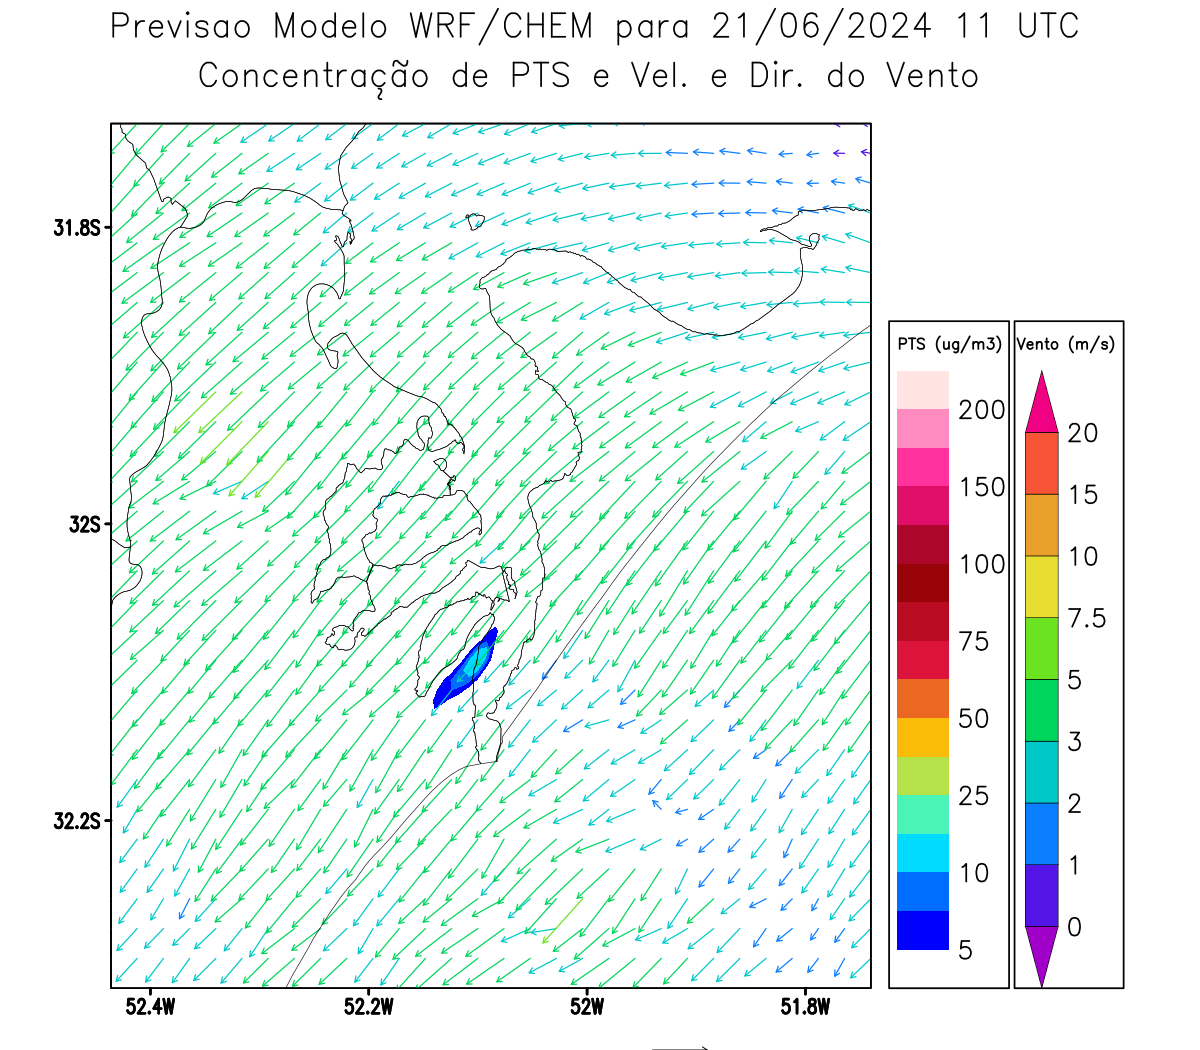 Previsao Modelo WRF/CHEM para 21/06/2024 11 UTC
Concentração de PTS e Vel. e Dir. do Vento
31.8S
32S
32.2S
52.4W
52.2W
52W
51.8W
PTS (ug/m3)
200
150
100
75
50
25
10
5
Vento (m/s)
20
15
10
7.5
5
3
2
1
0